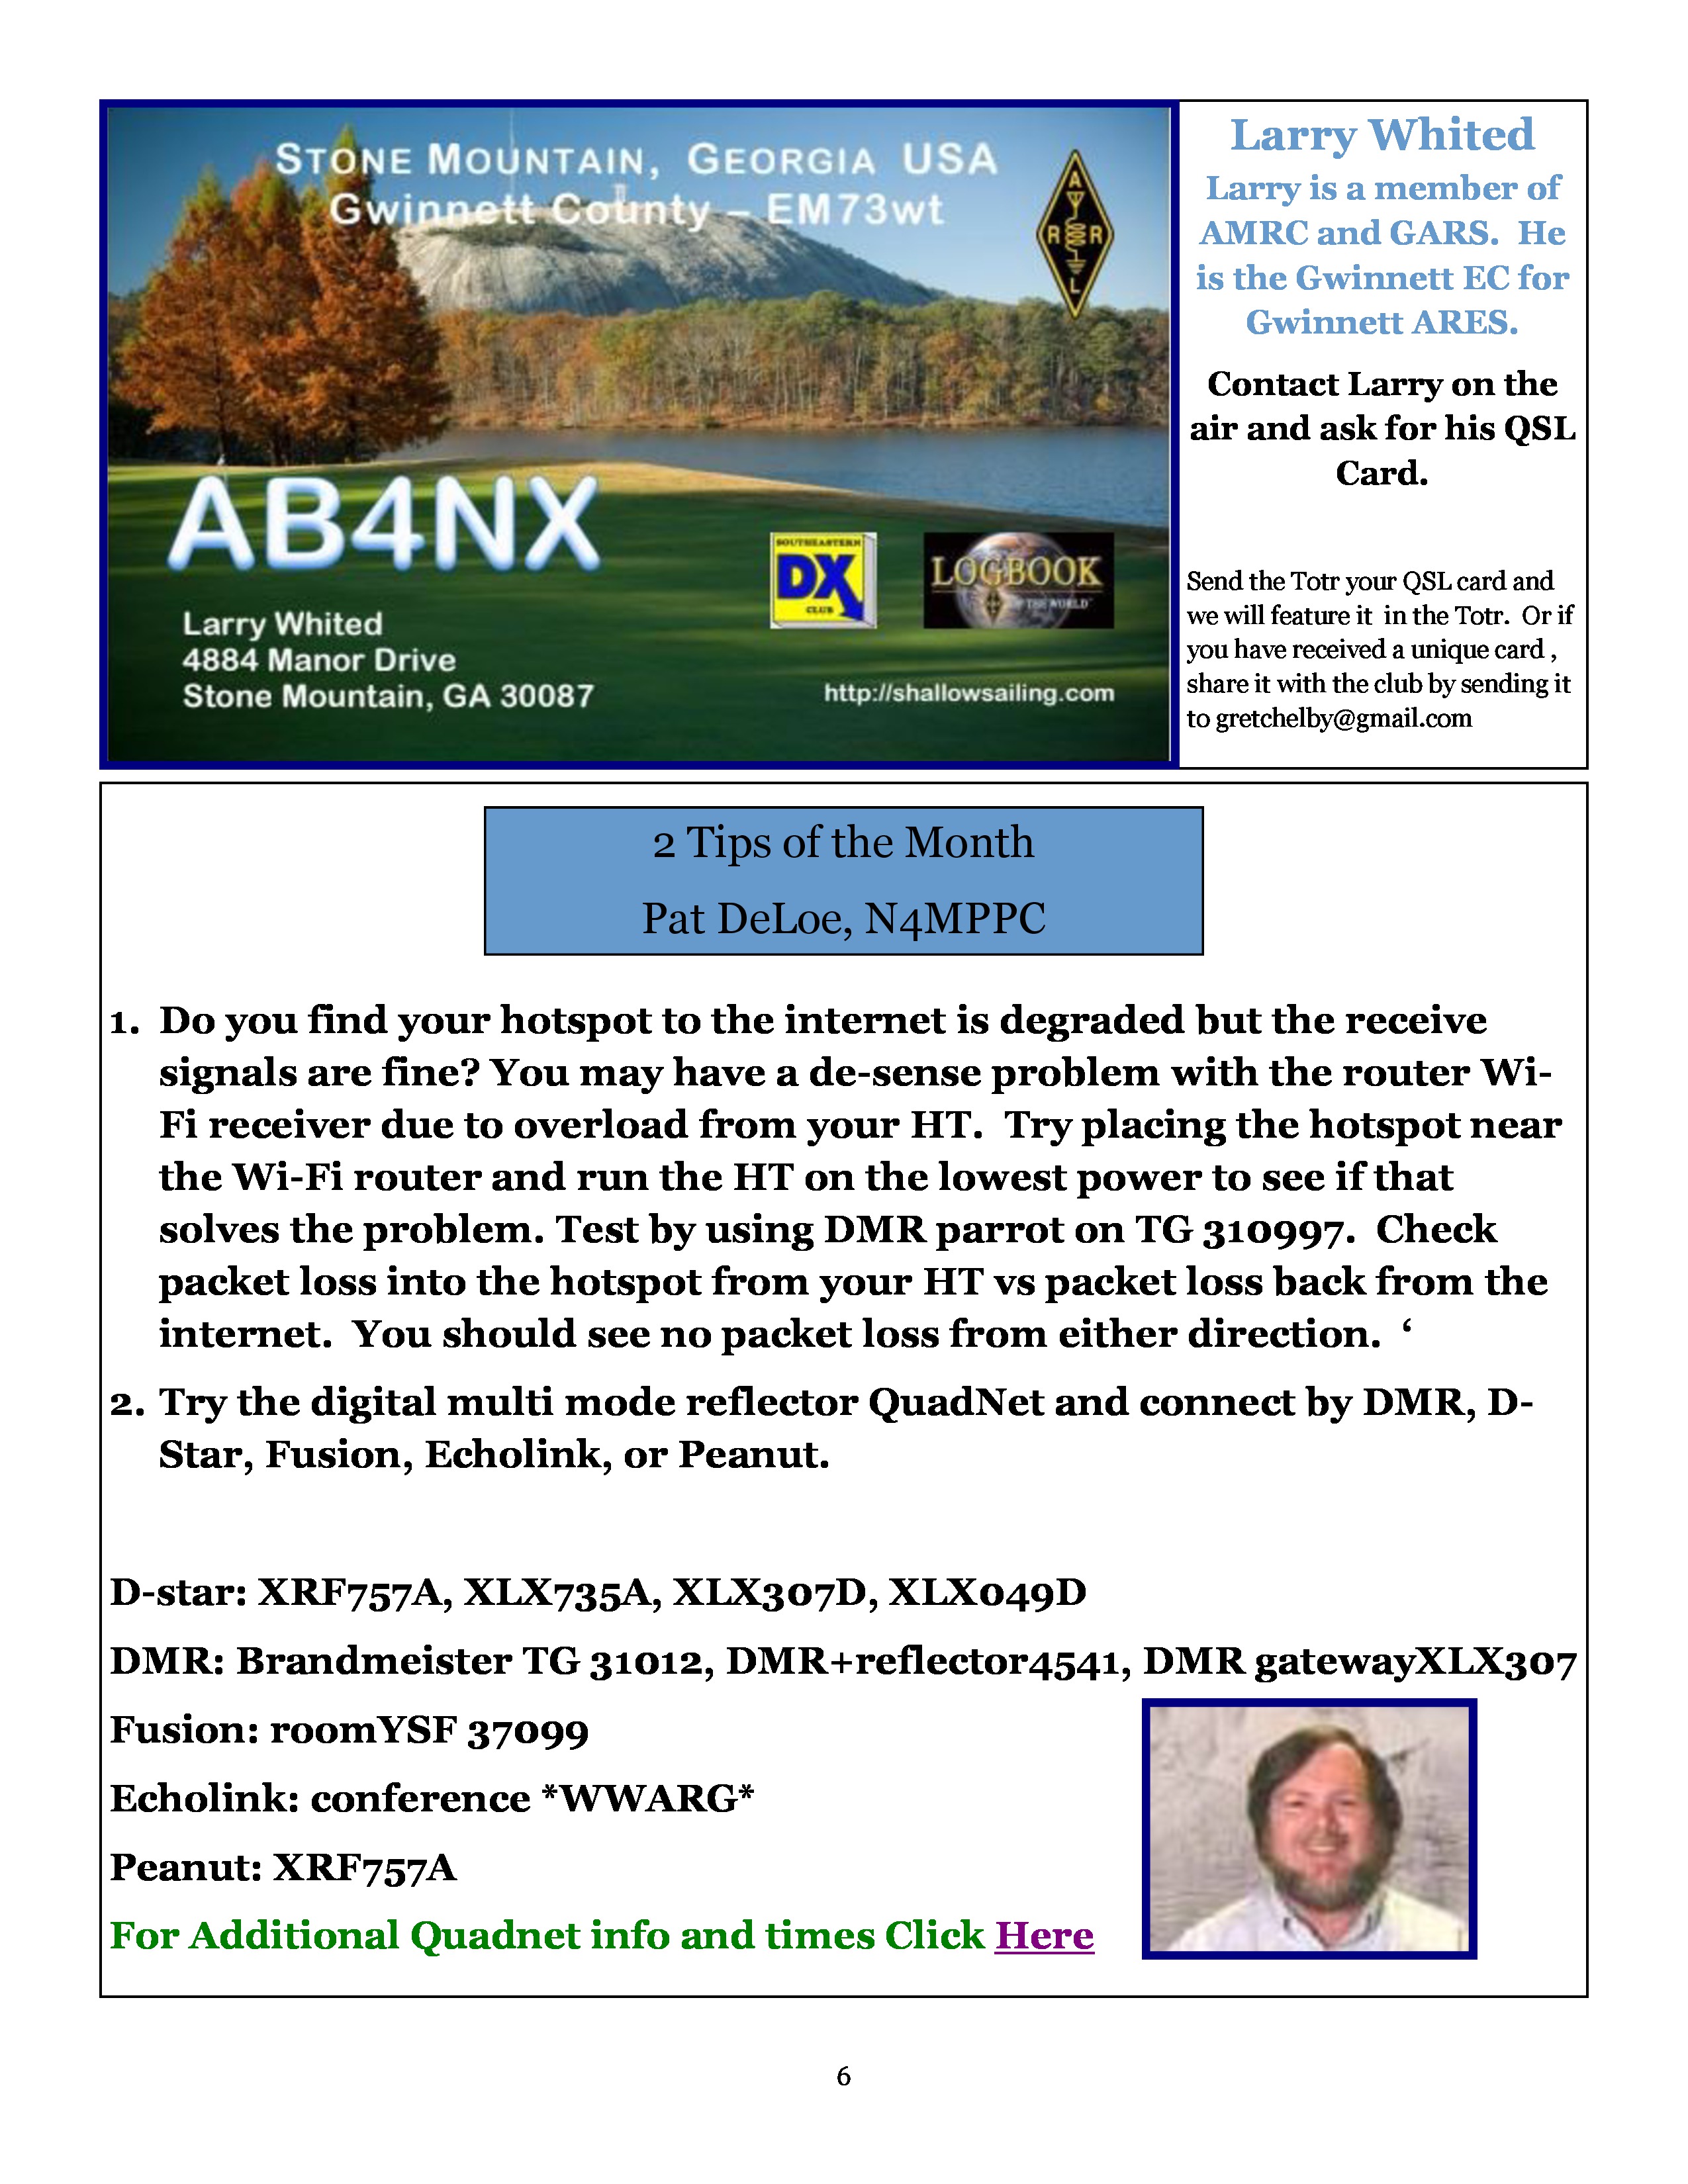 STONE MOUNTAIN, GEORGIA USA
Gwinnett County – EM73wt
A
R R
L
AB4NX
SOUTHEASTERN
DX
CLUB
LOGBOOK
OF THE WORLD
Larry Whited
4884 Manor Drive
Stone Mountain, GA 30087
http://shallowsailing.com
Larry Whited
Larry is a member of
AMRC and GARS.  He
is the Gwinnett EC for
Gwinnett ARES.
Contact Larry on the
air and ask for his QSL
Card.
Send the Totr your QSL card and
we will feature it  in the Totr.  Or if
you have received a unique card ,
share it with the club by sending it
to gretchelby@gmail.com
2 Tips of the Month
Pat DeLoe, N4MPPC
1. Do you find your hotspot to the internet is degraded but the receive
signals are fine? You may have a de-sense problem with the router Wi-
Fi receiver due to overload from your HT.  Try placing the hotspot near
the Wi-Fi router and run the HT on the lowest power to see if that
solves the problem. Test by using DMR parrot on TG 310997.  Check
packet loss into the hotspot from your HT vs packet loss back from the
internet.  You should see no packet loss from either direction.  ‘
2. Try the digital multi mode reflector QuadNet and connect by DMR, D-
Star, Fusion, Echolink, or Peanut.
D-star: XRF757A, XLX735A, XLX307D, XLX049D
DMR: Brandmeister TG 31012, DMR+reflector4541, DMR gatewayXLX307
Fusion: roomYSF 37099
Echolink: conference *WWARG*
Peanut: XRF757A
For Additional Quadnet info and times Click Here
6